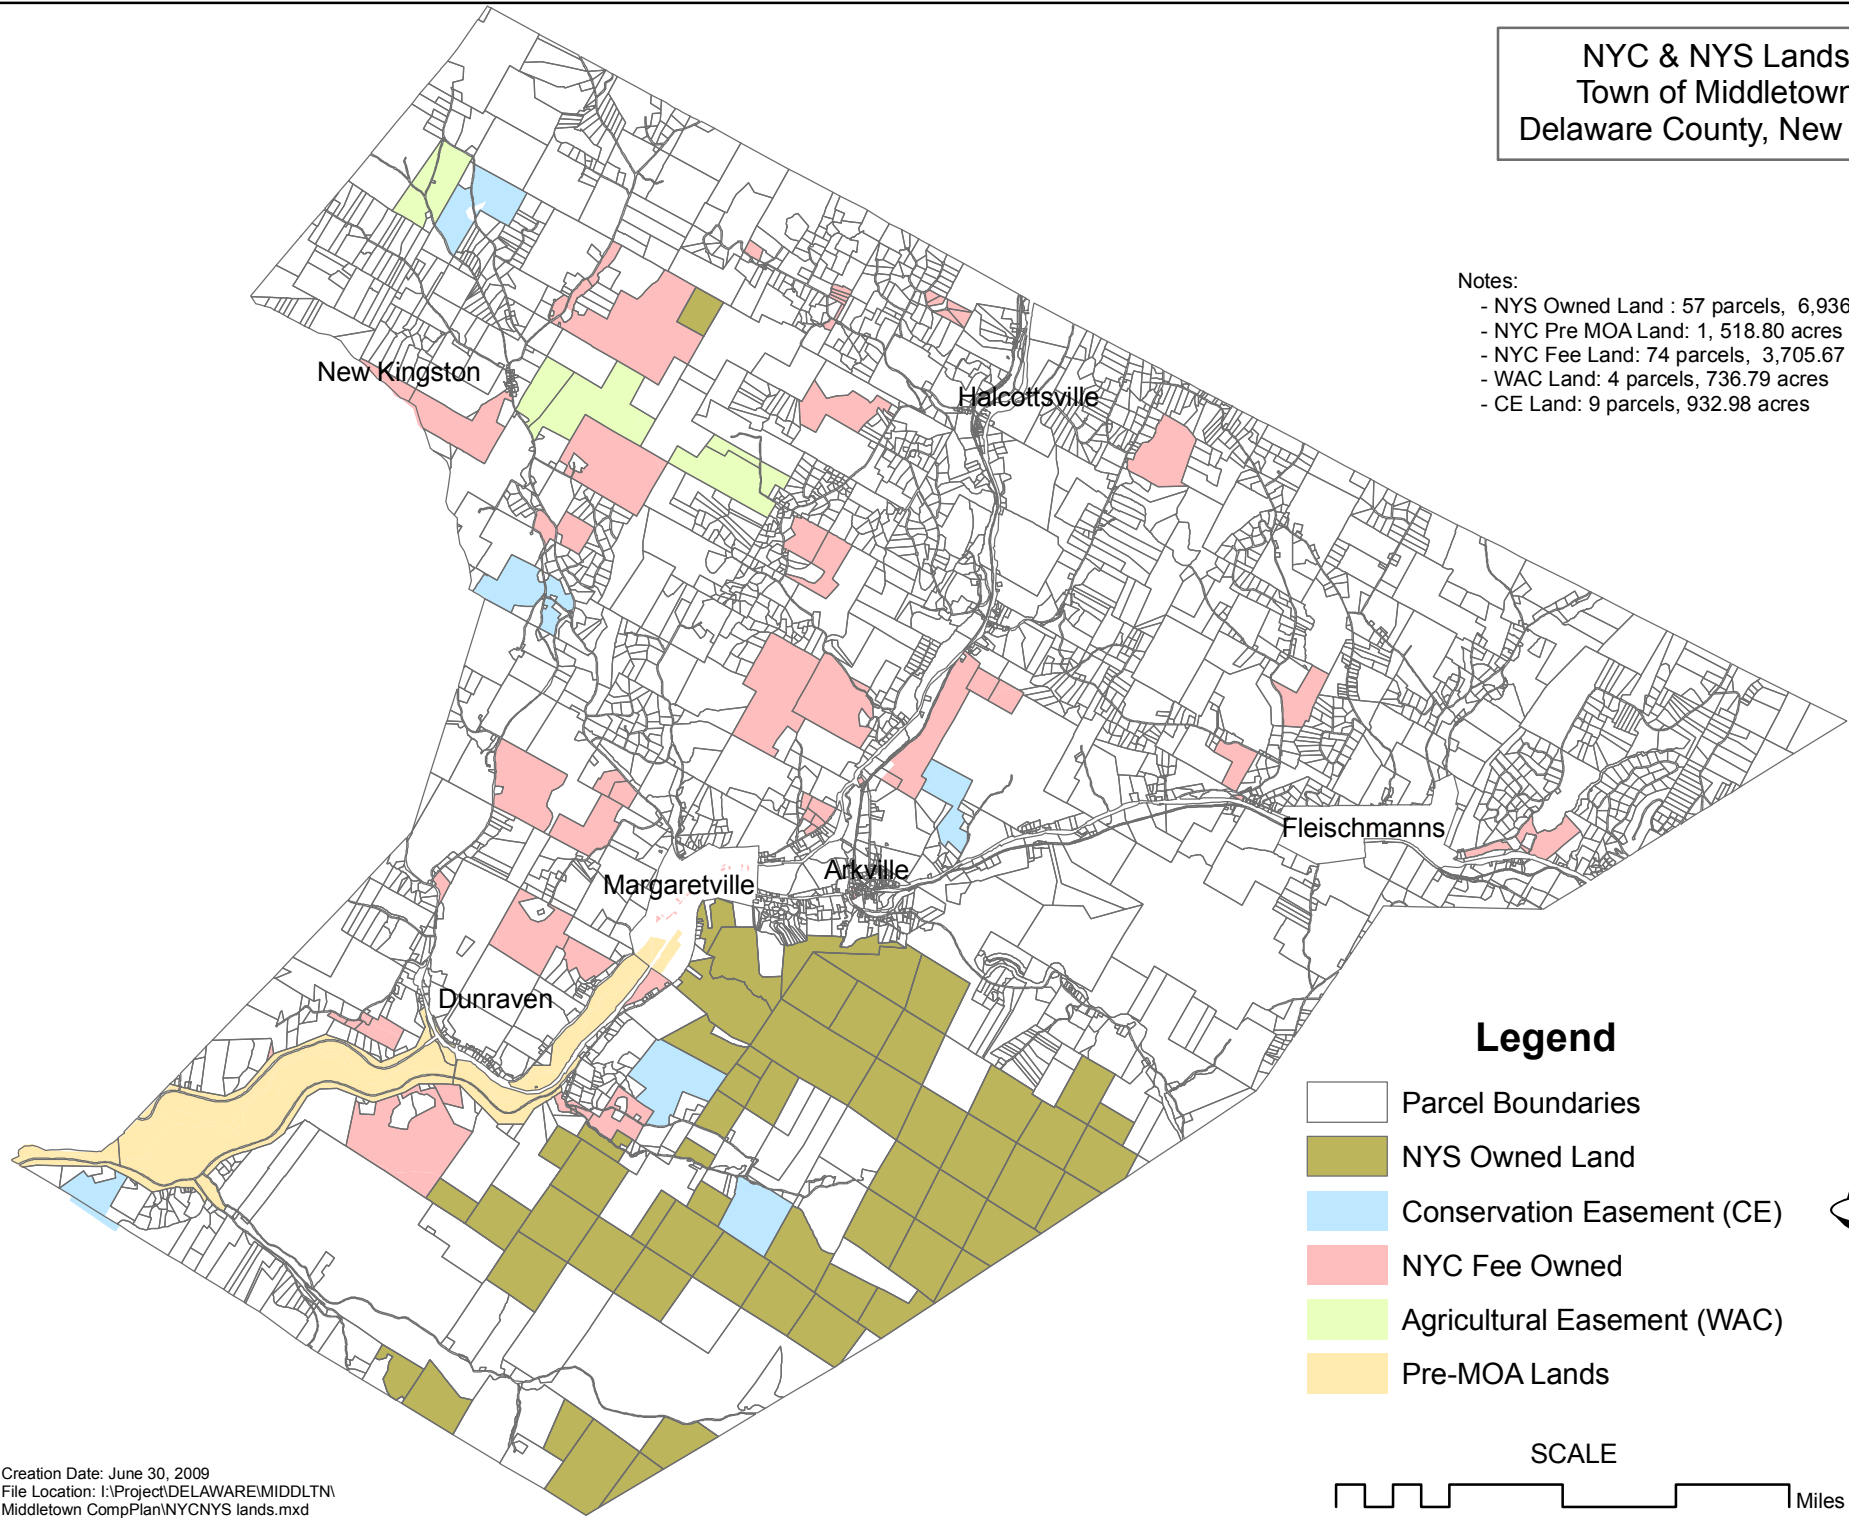 NYC & NYS Lands
Town of Middletown
Delaware County, New
Notes:
- NYS Owned Land : 57 parcels, 6,936
- NYC Pre MOA Land: 1, 518.80 acres
- NYC Fee Land: 74 parcels, 3,705.67
- WAC Land: 4 parcels, 736.79 acres
- CE Land: 9 parcels, 932.98 acres
New Kingston
Halcottsville
Fleischmanns
Arkville
Margaretville
Dunraven
Legend
Parcel Boundaries
NYS Owned Land
Conservation Easement (CE)
NYC Fee Owned
Agricultural Easement (WAC)
Pre-MOA Lands
SCALE
Miles
Creation Date: June 30, 2009
File Location: I:\Project\DELAWARE\MIDDLTN\
Middletown CompPlan\NYCNYS lands.mxd